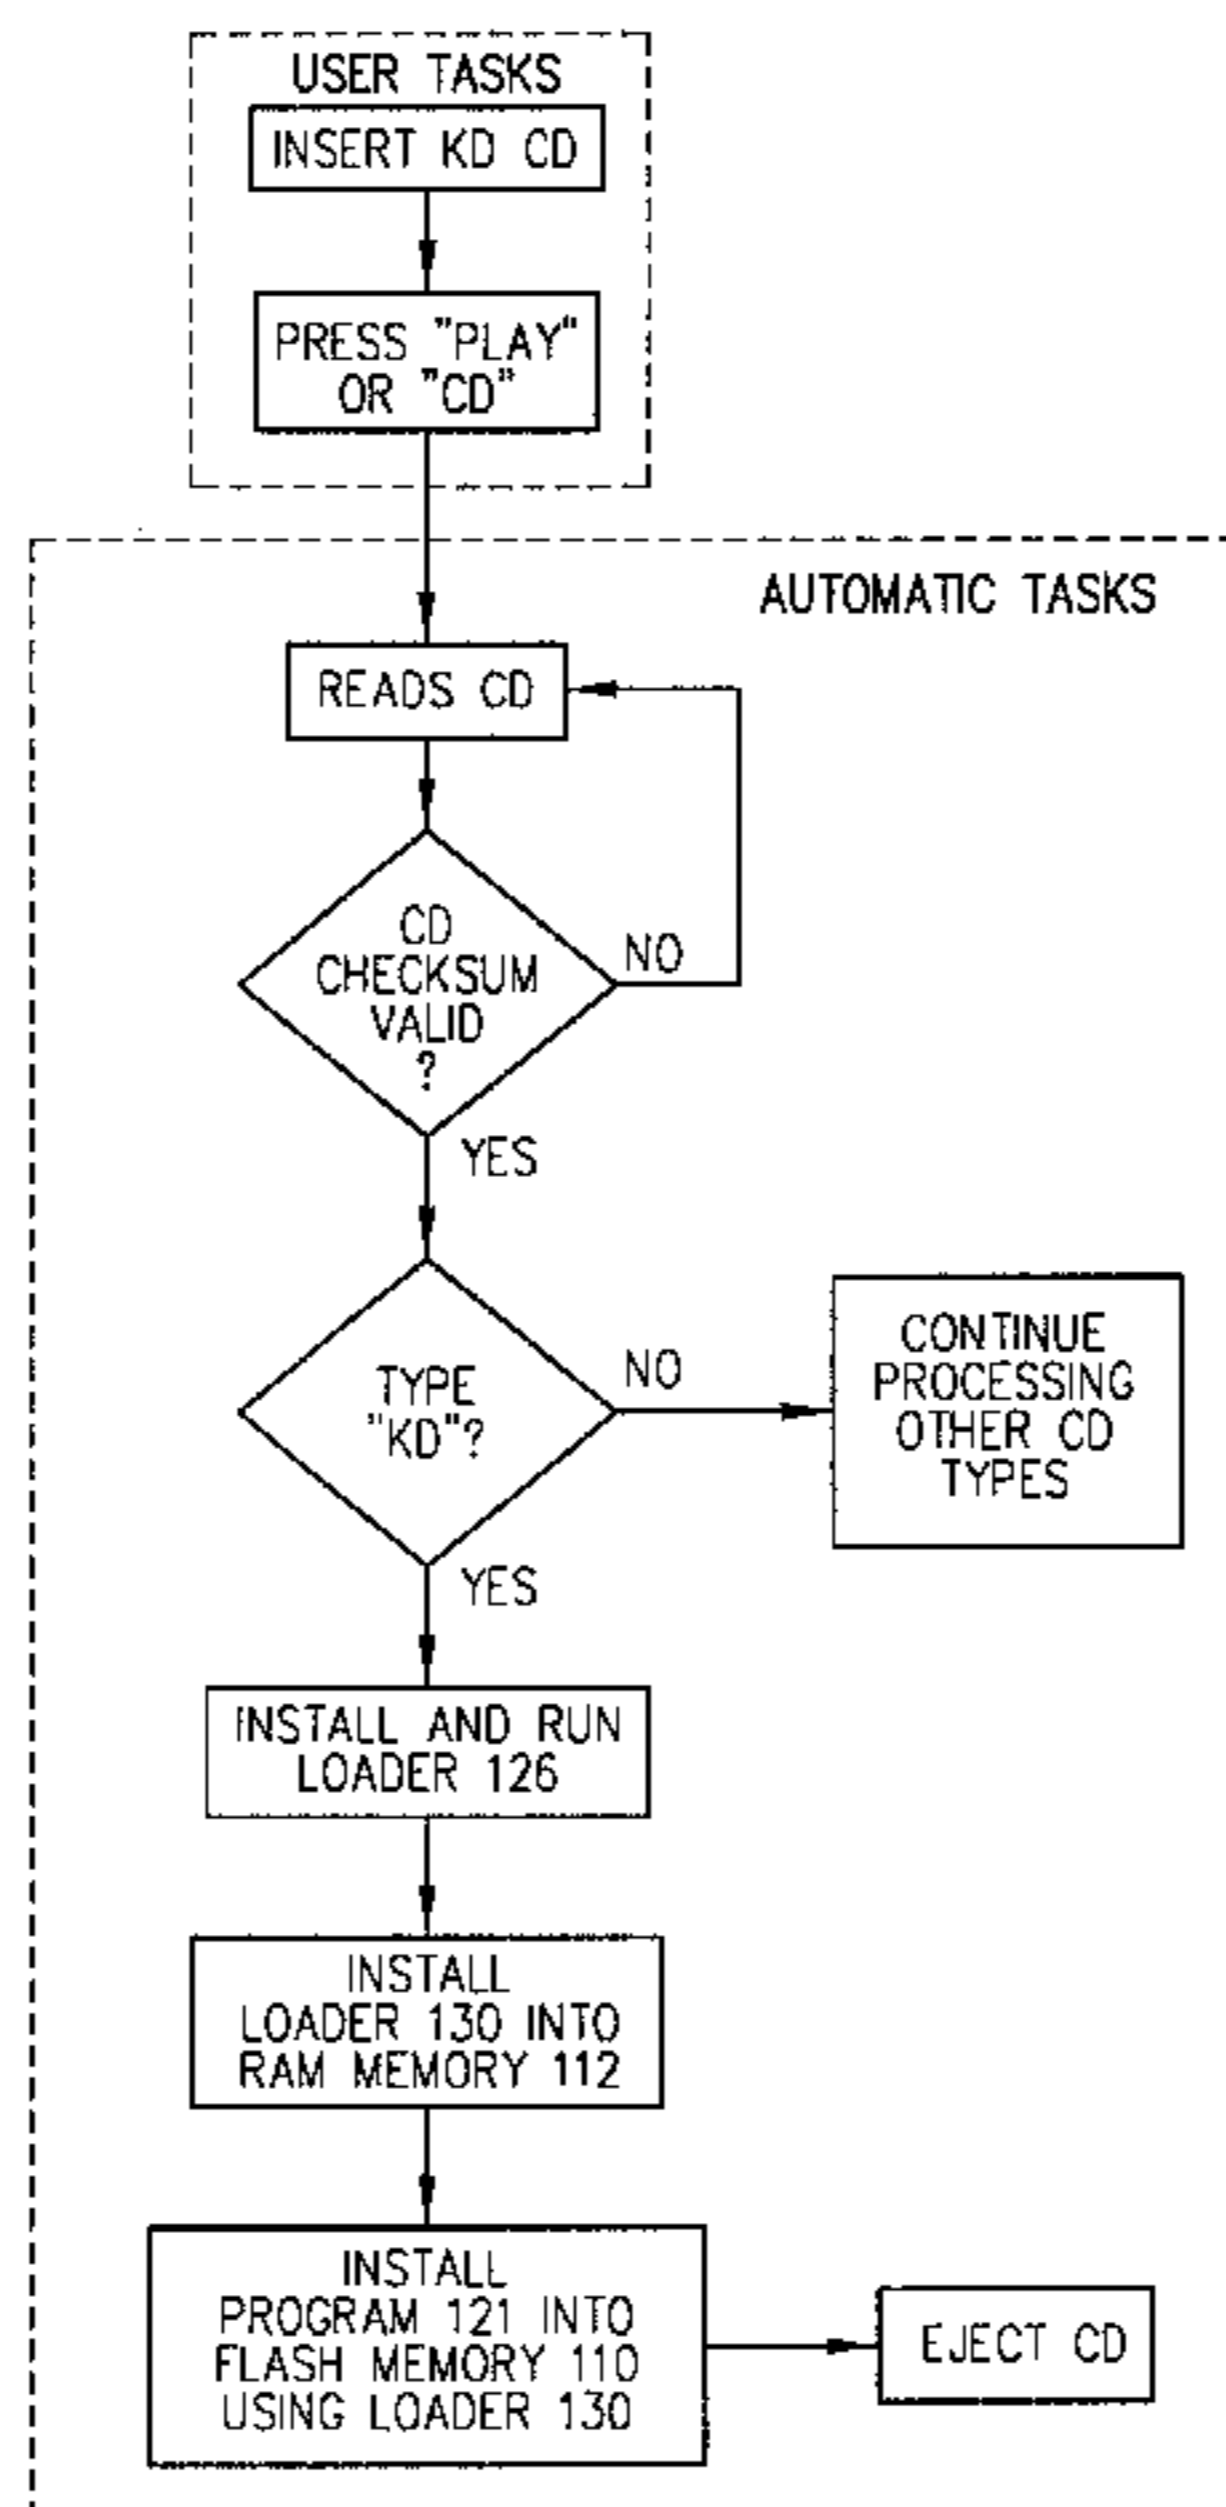 USER TASKS
INSERT KD CD
PRESS "PLAY"
OR "CD"
AUTOMATIC TASKS
READS CD
CD
CHECKSUM
VALID
?
NO
YES
TYPE
"KD"?
NO
CONTINUE
PROCESSING
OTHER CD
TYPES
YES
INSTALL AND RUN
LOADER 126
INSTALL
LOADER 130 INTO
RAM MEMORY 112
INSTALL
PROGRAM 121 INTO
FLASH MEMORY 110
USING LOADER 130
EJECT CD